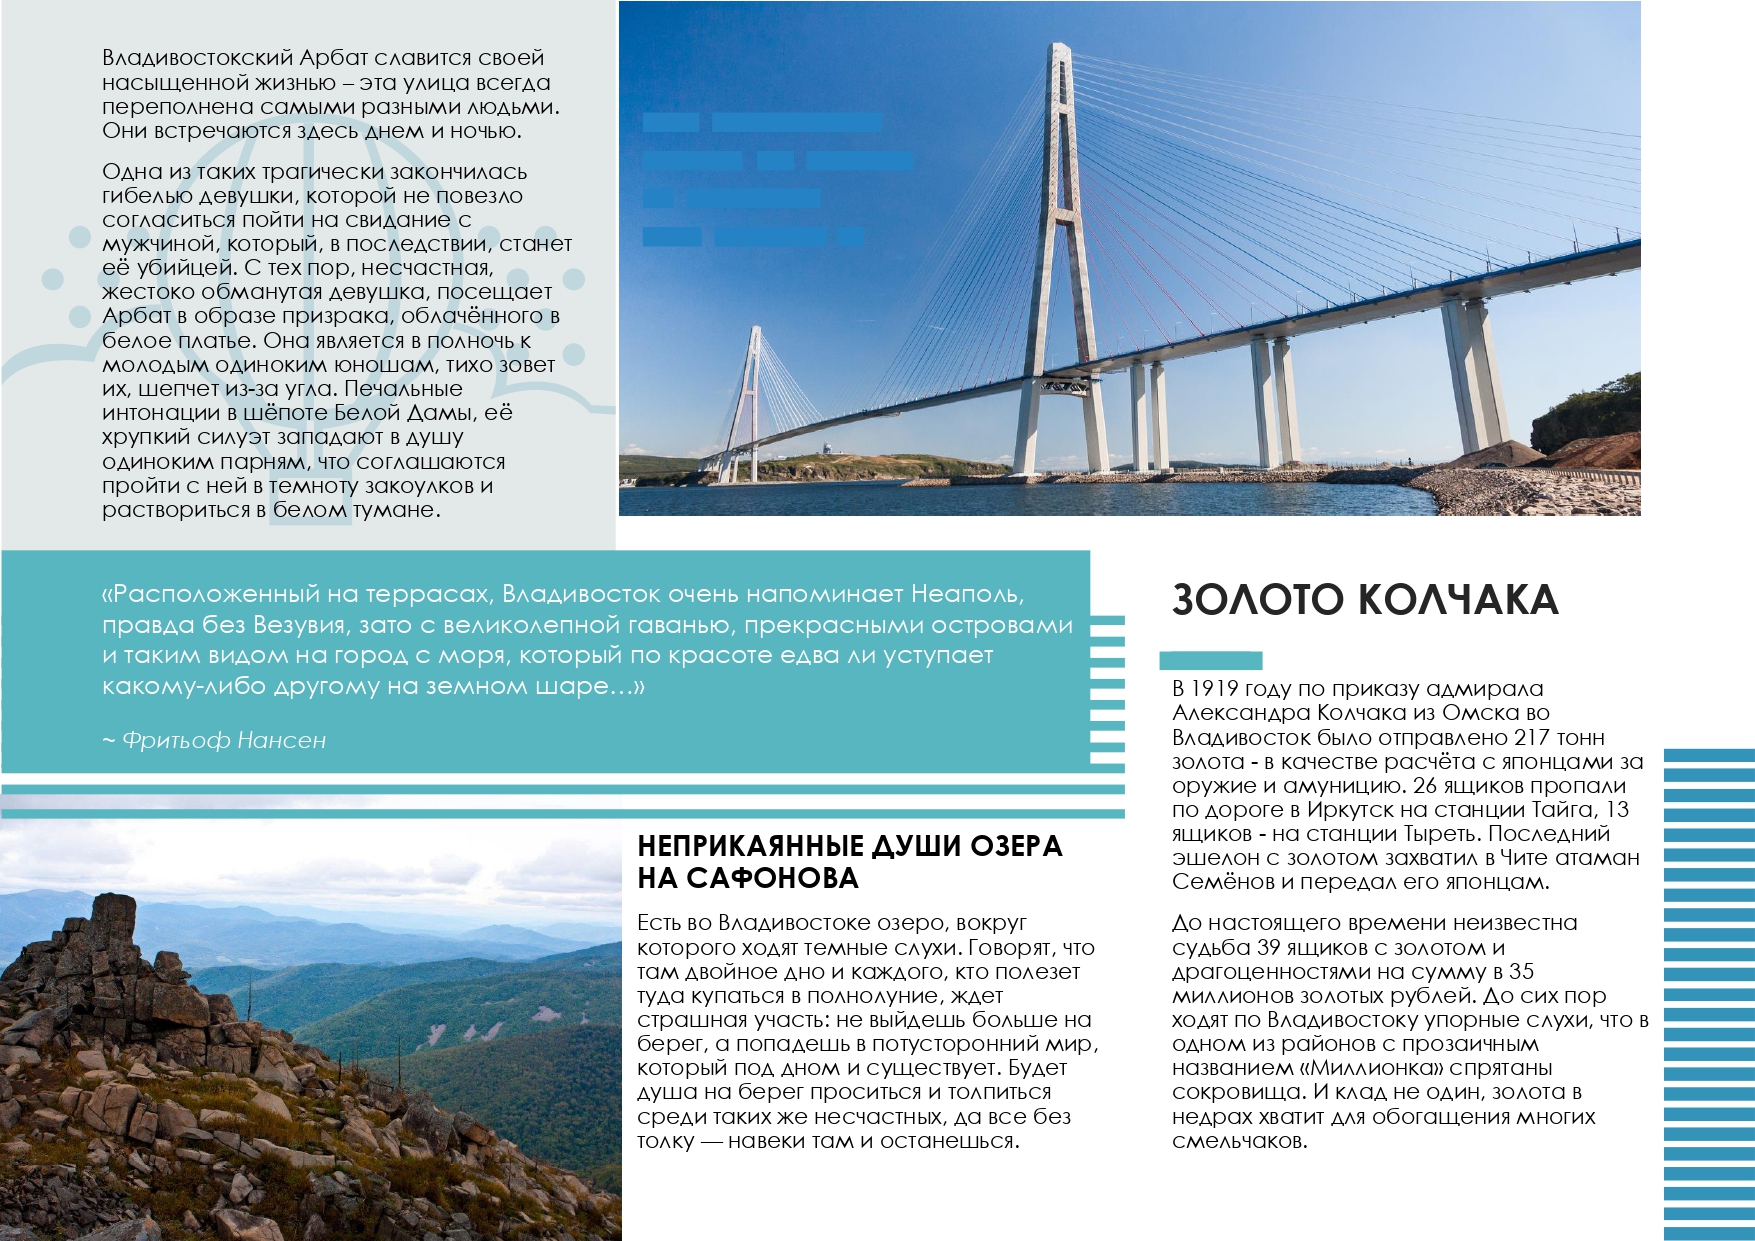 Владивостокский Арбат славится своей
насыщенной жизнью – эта улица всегда
переполнена самыми разными людьми.
Они встречаются здесь днем и ночью.
Одна из таких трагически закончилась
гибелью девушки, которой не повезло
согласиться пойти на свидание с
мужчиной, который, в последствии, станет
её убийцей. С тех пор, несчастная,
жестоко обманутая девушка, посещает
Арбат в образе призрака, облачённого в
белое платье. Она является в полночь к
молодым одиноким юношам, тихо зовет
их, шепчет из-за угла. Печальные
интонации в шёпоте Белой Дамы, её
хрупкий силуэт западают в душу
одиноким парням, что соглашаются
пройти с ней в темноту закоулков и
раствориться в белом тумане.
«Расположенный на террасах, Владивосток очень напоминает Неаполь,
правда без Везувия, зато с великолепной гаванью, прекрасными островами
и таким видом на город с моря, который по красоте едва ли уступает
какому-либо другому на земном шаре…»
~ Фритьоф Нансен
НЕПРИКАЯННЫЕ ДУШИ ОЗЕРА
НА САФОНОВА
Есть во Владивостоке озеро, вокруг
которого ходят темные слухи. Говорят, что
там двойное дно и каждого, кто полезет
туда купаться в полнолуние, ждет
страшная участь: не выйдешь больше на
берег, а попадешь в потусторонний мир,
который под дном и существует. Будет
душа на берег проситься и толпиться
среди таких же несчастных, да все без
толку — навеки там и останешься.
ЗОЛОТО КОЛЧАКА
В 1919 году по приказу адмирала
Александра Колчака из Омска во
Владивосток было отправлено 217 тонн
золота - в качестве расчёта с японцами за
оружие и амуницию. 26 ящиков пропали
по дороге в Иркутск на станции Тайга, 13
ящиков - на станции Тыреть. Последний
эшелон с золотом захватил в Чите атаман
Семёнов и передал его японцам.
До настоящего времени неизвестна
судьба 39 ящиков с золотом и
драгоценностями на сумму в 35
миллионов золотых рублей. До сих пор
ходят по Владивостоку упорные слухи, что в
одном из районов с прозаичным
названием «Миллионка» спрятаны
сокровища. И клад не один, золота в
недрах хватит для обогащения многих
смельчаков.